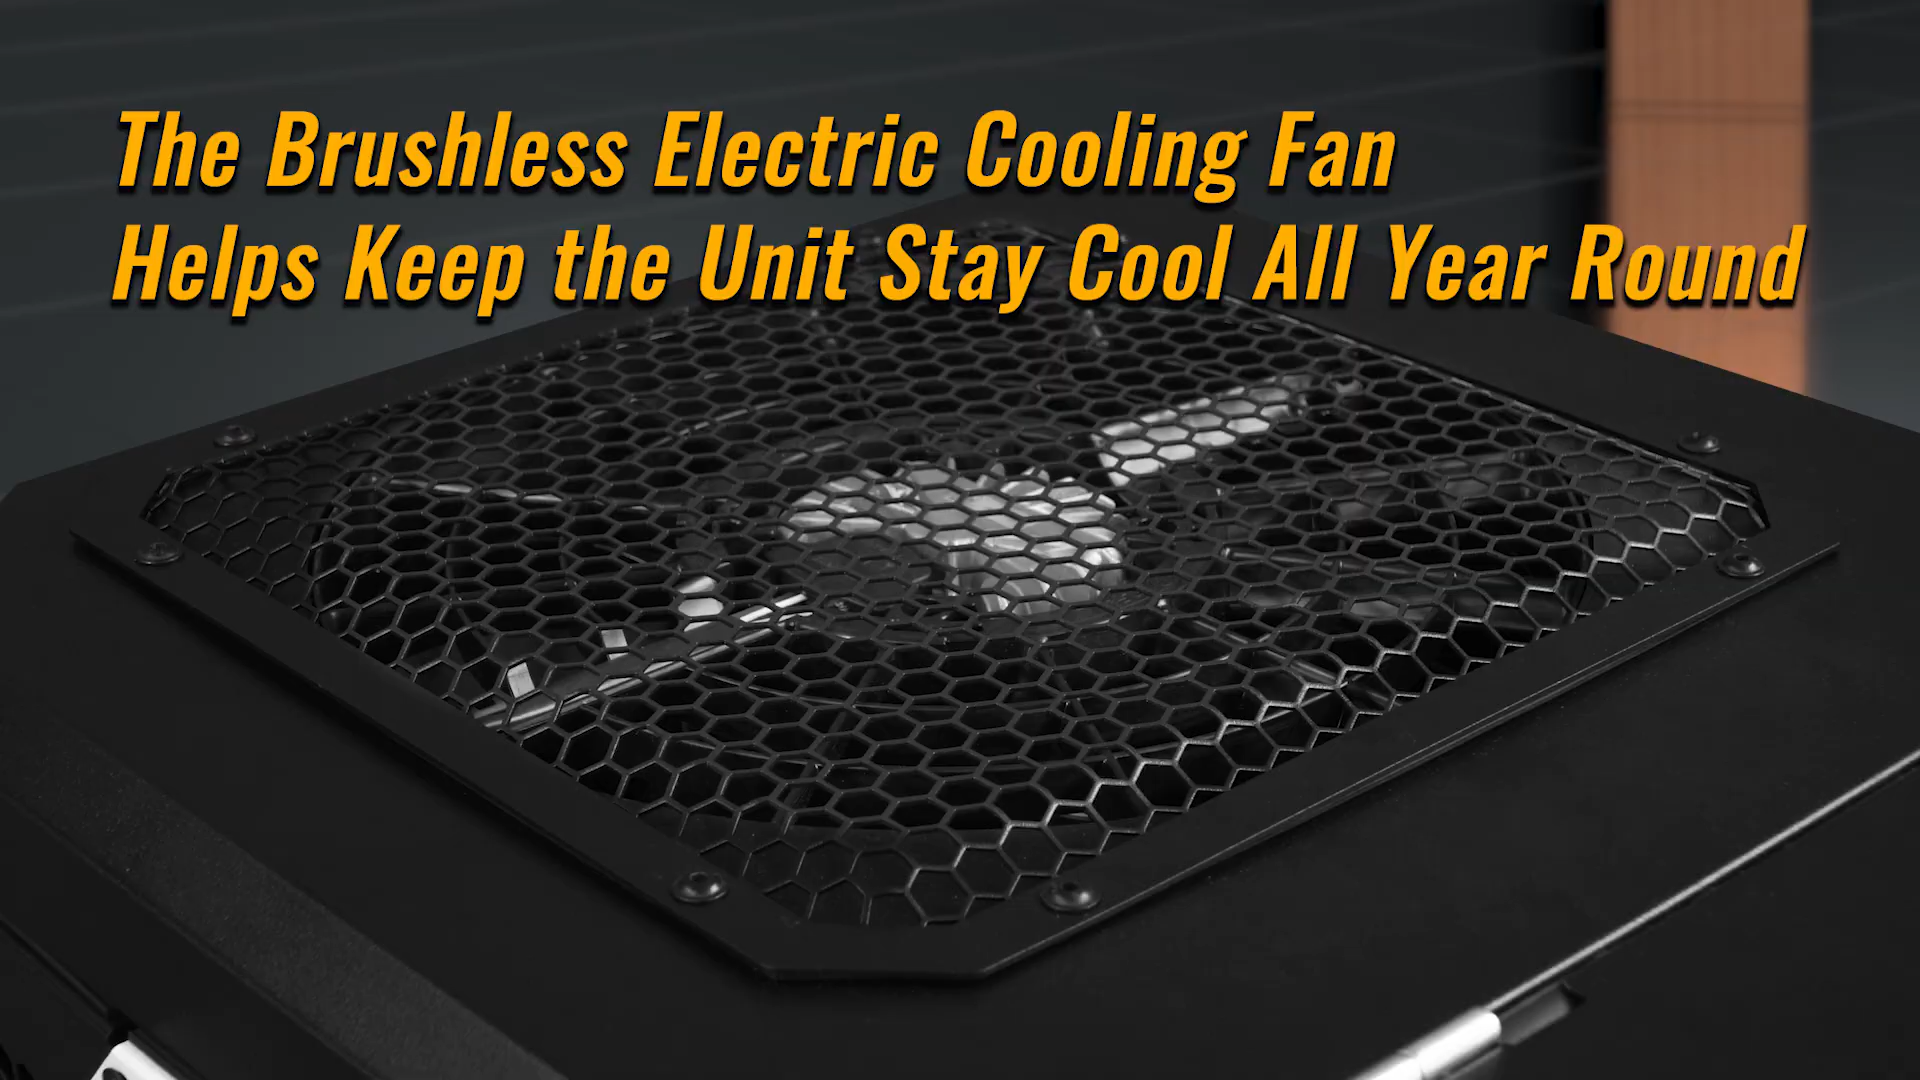 The Brushless Electric Cooling Fan
Helps Keep the Unit Stay Cool All Year Round